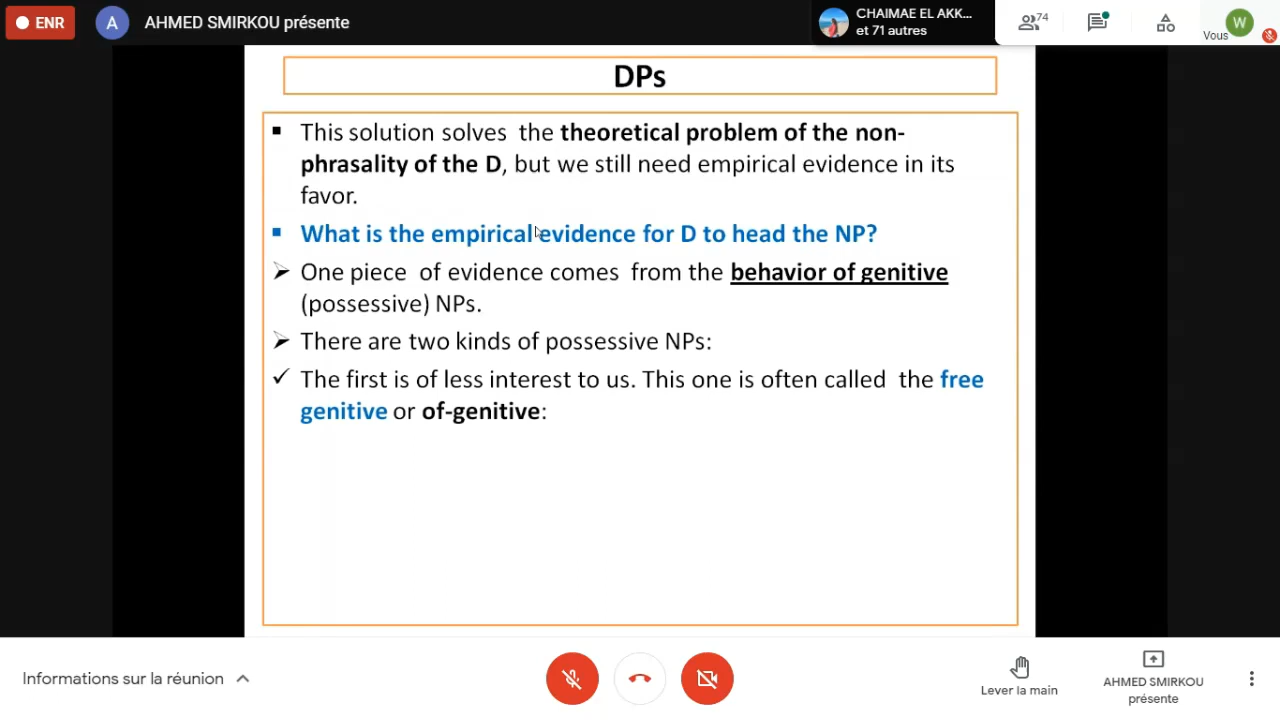 ENR
A
AHMED SMIRKOU présente
CHAIMAE EL AKK...
et 71 autres
74
Vous
W
DPs
This solution solves the theoretical problem of the non-
phrasality of the D, but we still need empirical evidence in its
favor.
What is the empirical evidence for D to head the NP?
One piece of evidence comes from the behavior of genitive
(possessive) NPs.
There are two kinds of possessive NPs:
The first is of less interest to us. This one is often called the free
genitive or of-genitive:
Informations sur la réunion
Lever la main
AHMED SMIRKOU
présente